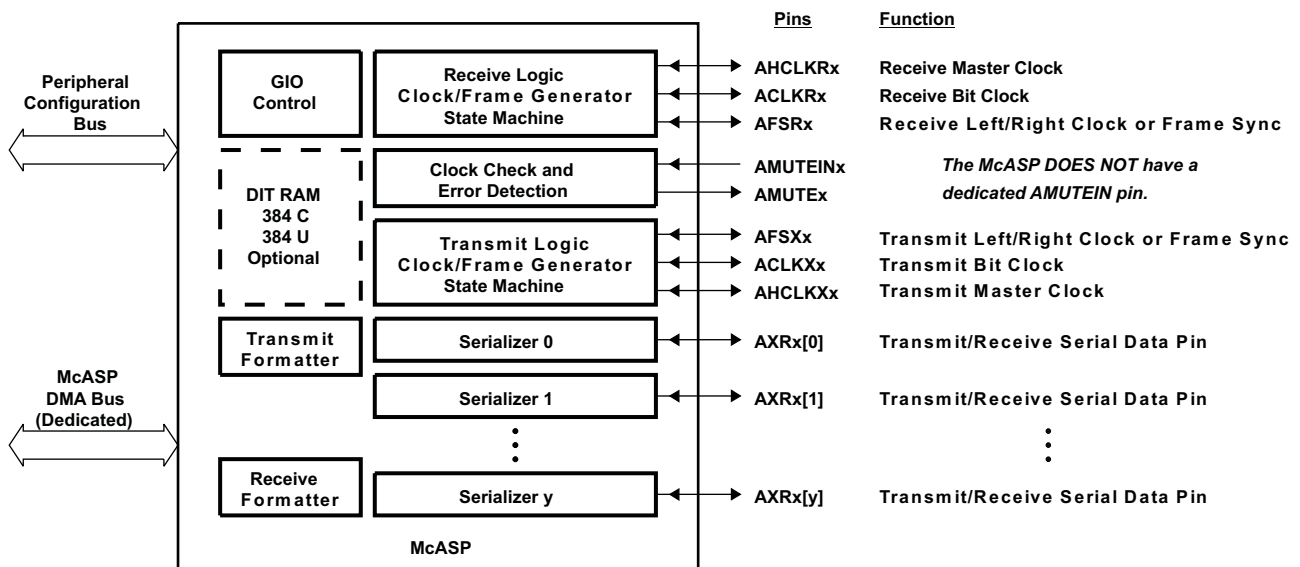 Pins Function
Peripheral
Configuration
Bus
GIO
Control
Receive Logic
Clock/Frame Generator
State Machine
AHCLKRx Receive Master Clock
ACLKRx Receive Bit Clock
AFSRx Receive Left/Right Clock or Frame Sync
DIT RAM
384 C
384 U
Optional
Clock Check and
Error Detection
AMUTEINx
AMUTEx
The McASP DOES NOT have a
dedicated AMUTEIN pin.
Transmit Logic
Clock/Frame Generator
State Machine
AFSXx Transmit Left/Right Clock or Frame Sync
ACLKXx Transmit Bit Clock
AHCLKXx Transmit Master Clock
Transmit
Formatter
Serializer 0
AXRx[0] Transmit/Receive Serial Data Pin
McASP
DMA Bus
(Dedicated)
Serializer 1
AXRx[1] Transmit/Receive Serial Data Pin
Receive
Formatter
Serializer y
AXRx[y] Transmit/Receive Serial Data Pin
McASP